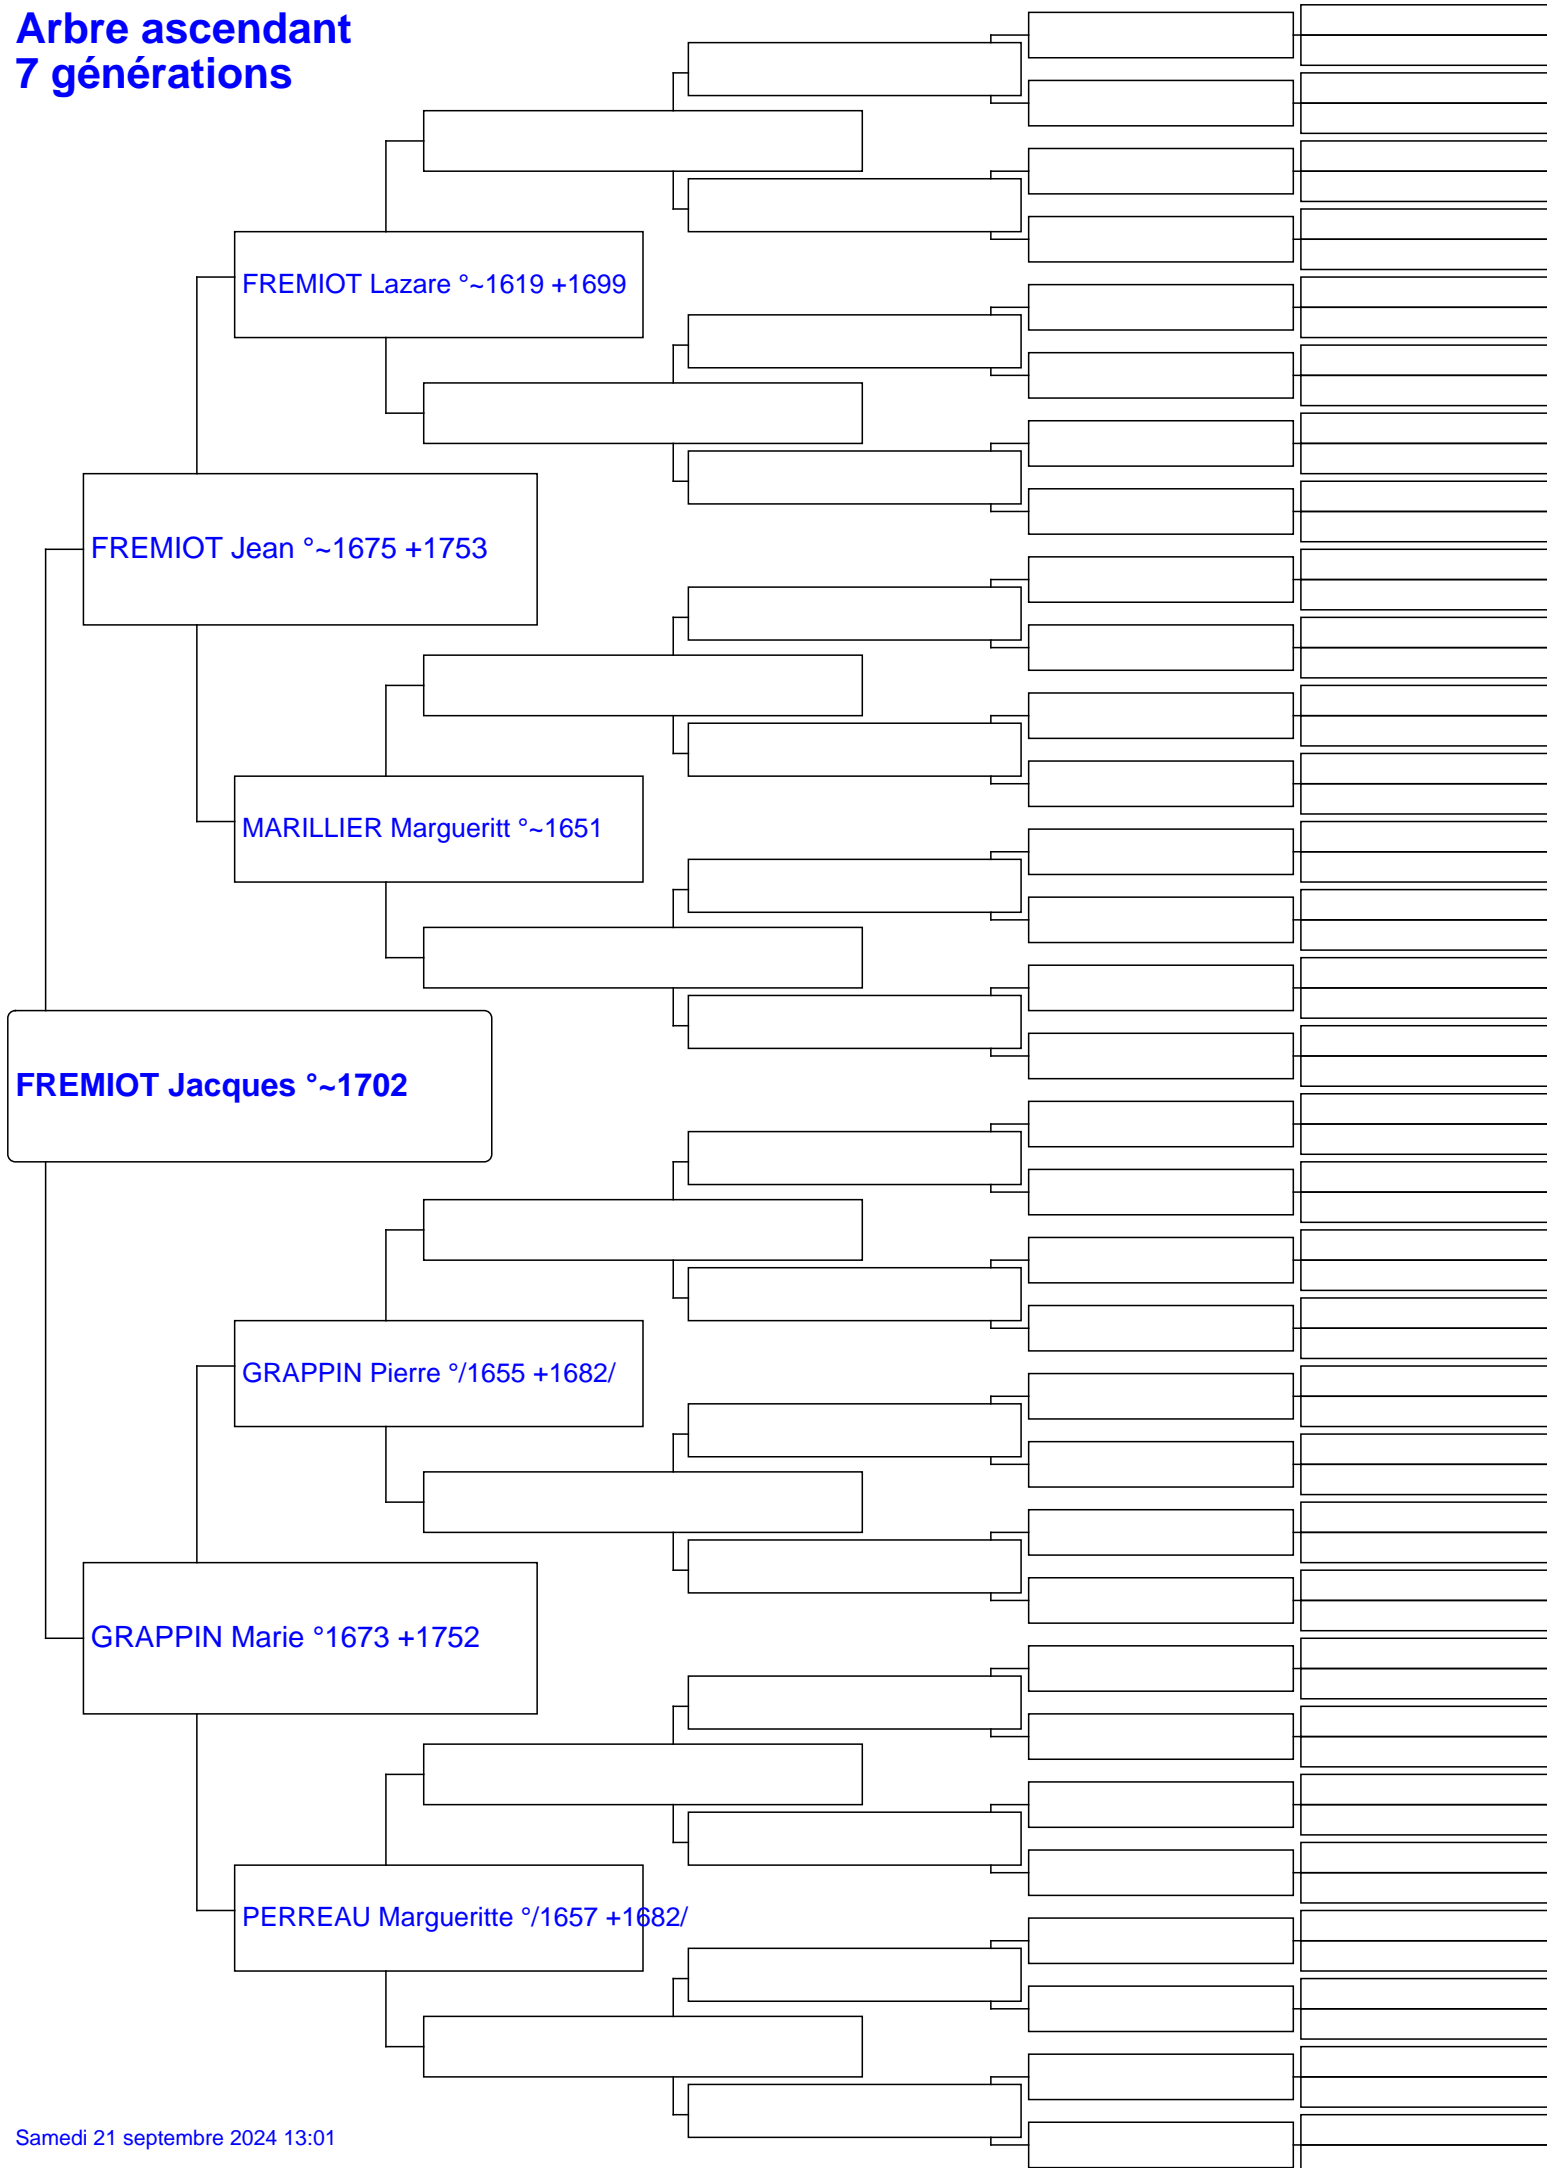 Arbre ascendant
7 générations
FREMIOT Lazare °~1619 +1699
FREMIOT Jean °~1675 +1753
MARILLIER Margueritt °~1651
FREMIOT Jacques °~1702
GRAPPIN Pierre °/1655 +1682/
GRAPPIN Marie °1673 +1752
PERREAU Margueritte °/1657 +1682/
Samedi 21 septembre 2024 13:01